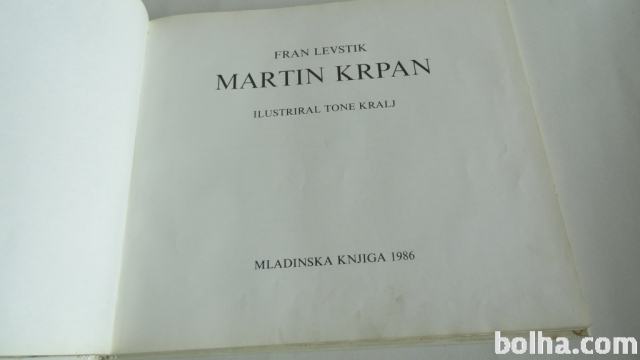 FRAN LEVSTIK
MARTIN KRPAN
ILUSTRIRAL TONE KRALJ
MLADINSKA KNJIGA 1986
bolha.com